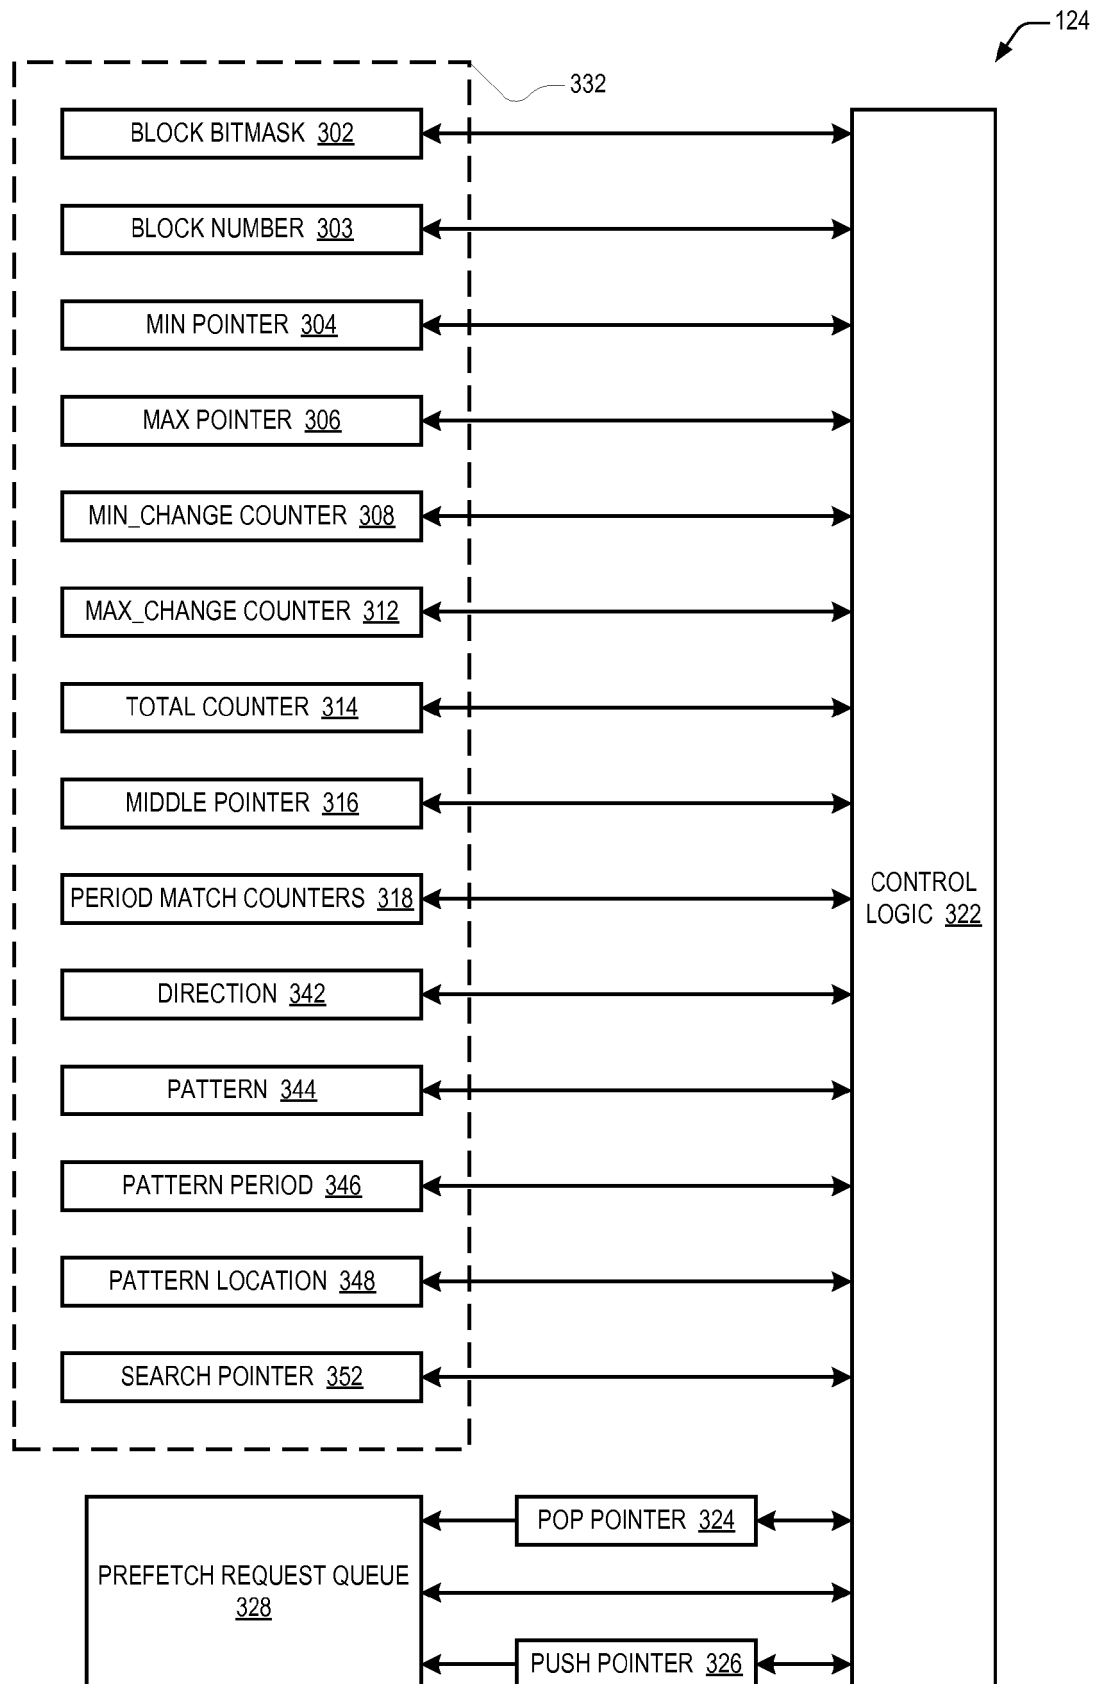 124
332
BLOCK BITMASK 302
BLOCK NUMBER 303
MIN POINTER 304
MAX POINTER 306
MIN_CHANGE COUNTER 308
MAX_CHANGE COUNTER 312
TOTAL COUNTER 314
MIDDLE POINTER 316
PERIOD MATCH COUNTERS 318
CONTROL
LOGIC 322
DIRECTION 342
PATTERN 344
PATTERN PERIOD 346
PATTERN LOCATION 348
SEARCH POINTER 352
POP POINTER 324
PREFETCH REQUEST QUEUE
328
PUSH POINTER 326